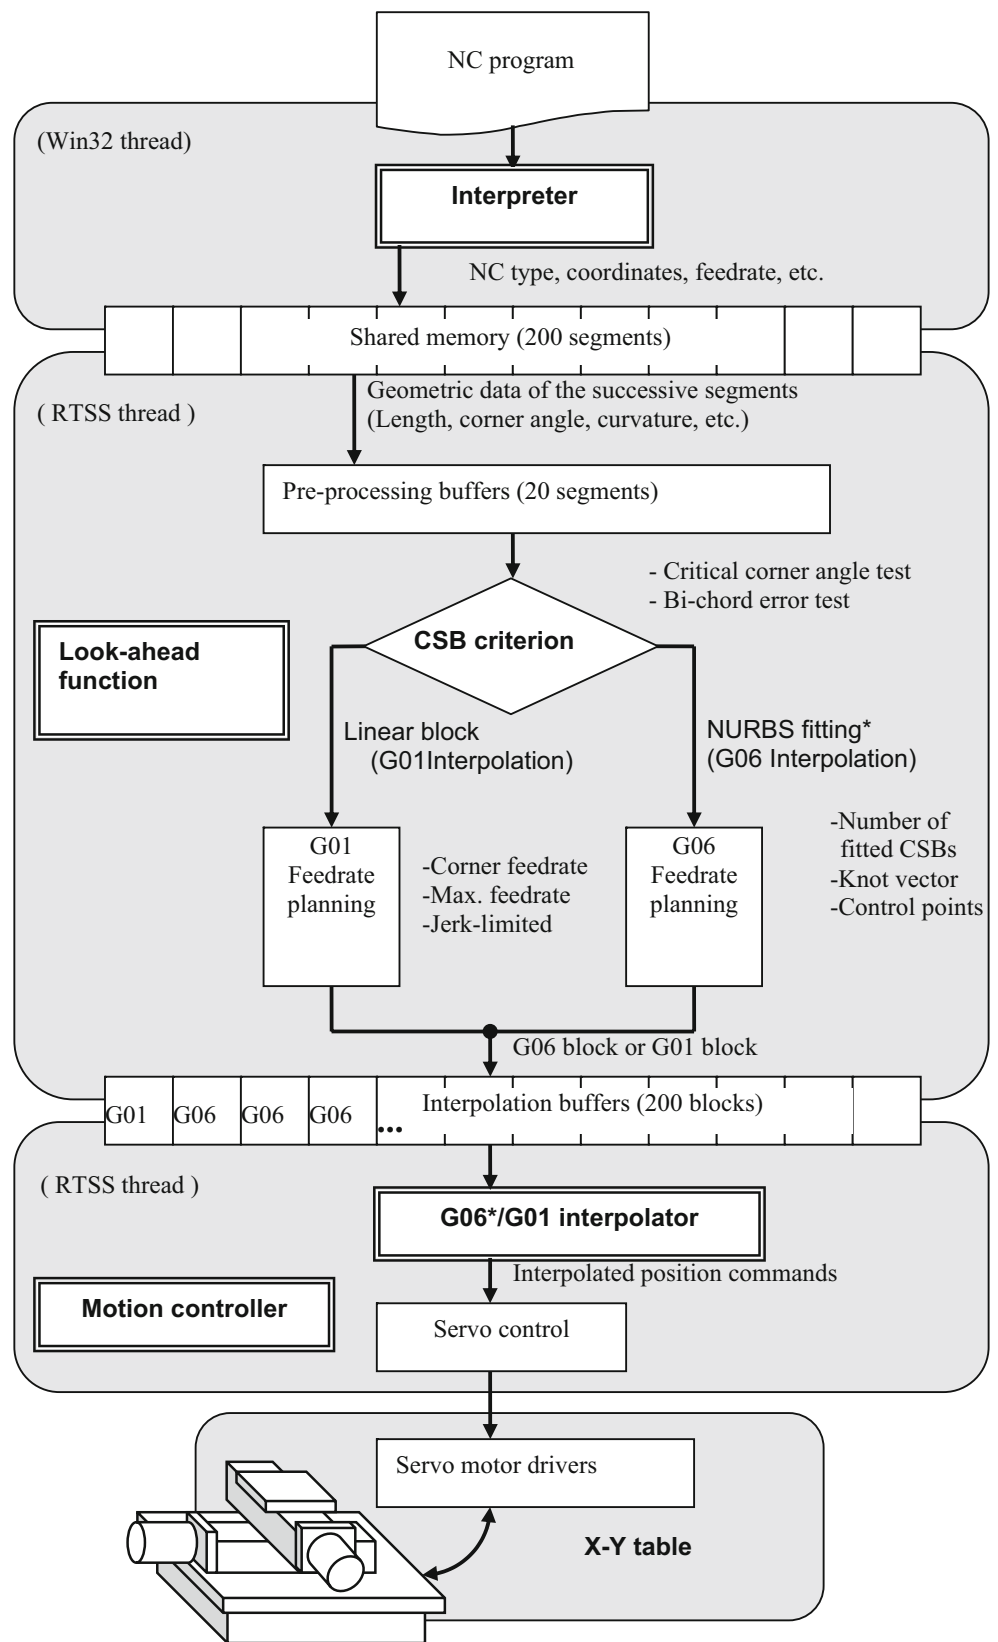 NC program
(Win32 thread)
Interpreter
NC type, coordinates, feedrate, etc.
Shared memory (200 segments)
Geometric data of the successive segments
(Length, corner angle, curvature, etc.)
( RTSS thread )
Pre-processing buffers (20 segments)
- Critical corner angle test
- Bi-chord error test
CSB criterion
Look-ahead
function
Linear block
(G01Interpolation)
NURBS fitting*
(G06 Interpolation)
G01
Feedrate
planning
-Corner feedrate
-Max. feedrate
-Jerk-limited
G06
Feedrate
planning
-Number of
fitted CSBs
-Knot vector
-Control points
G06 block or G01 block
G01 G06 G06 G06 ... Interpolation buffers (200 blocks)
( RTSS thread )
G06*/G01 interpolator
Interpolated position commands
Motion controller
Servo control
Servo motor drivers
X-Y table